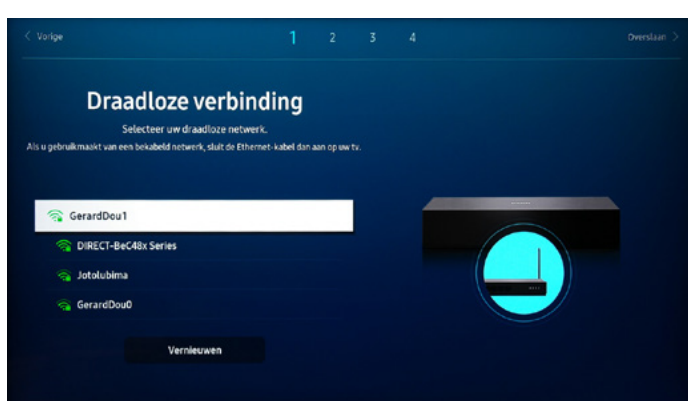 < Vorige
1 2 3 4
Overslaan >
Draadloze verbinding
Selecteer uw draadloze netwerk.
Als u gebruikmaakt van een bekabeld netwerk, sluit de Ethernet-kabel dan aan op uw tv.
GerardDou1
DIRECT-BeC48x Series
Jotolubima
GerardDou0
Vernieuwen